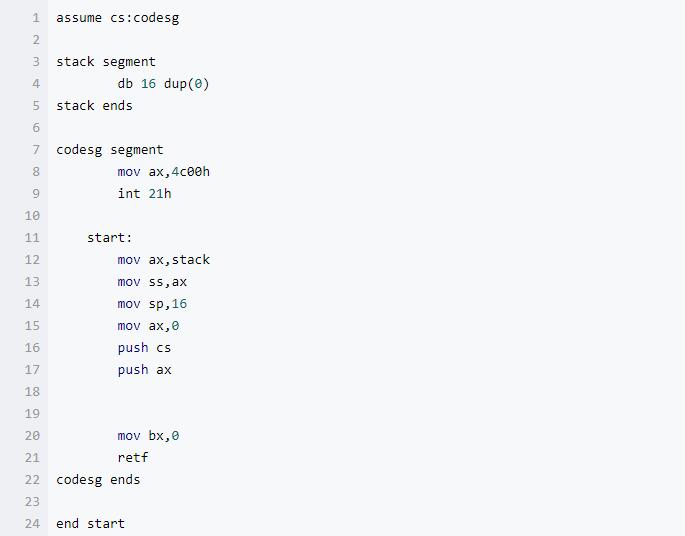 1 assume cs:codesg
2
3 stack segment
4 db 16 dup(0)
5 stack ends
6
7 codesg segment
8 mov ax,4c00h
9 int 21h
10
11 start:
12 mov ax,stack
13 mov ss,ax
14 mov sp,16
15 mov ax,0
16 push cs
17 push ax
18
19
20 mov bx,0
21 retf
22 codesg ends
23
24 end start